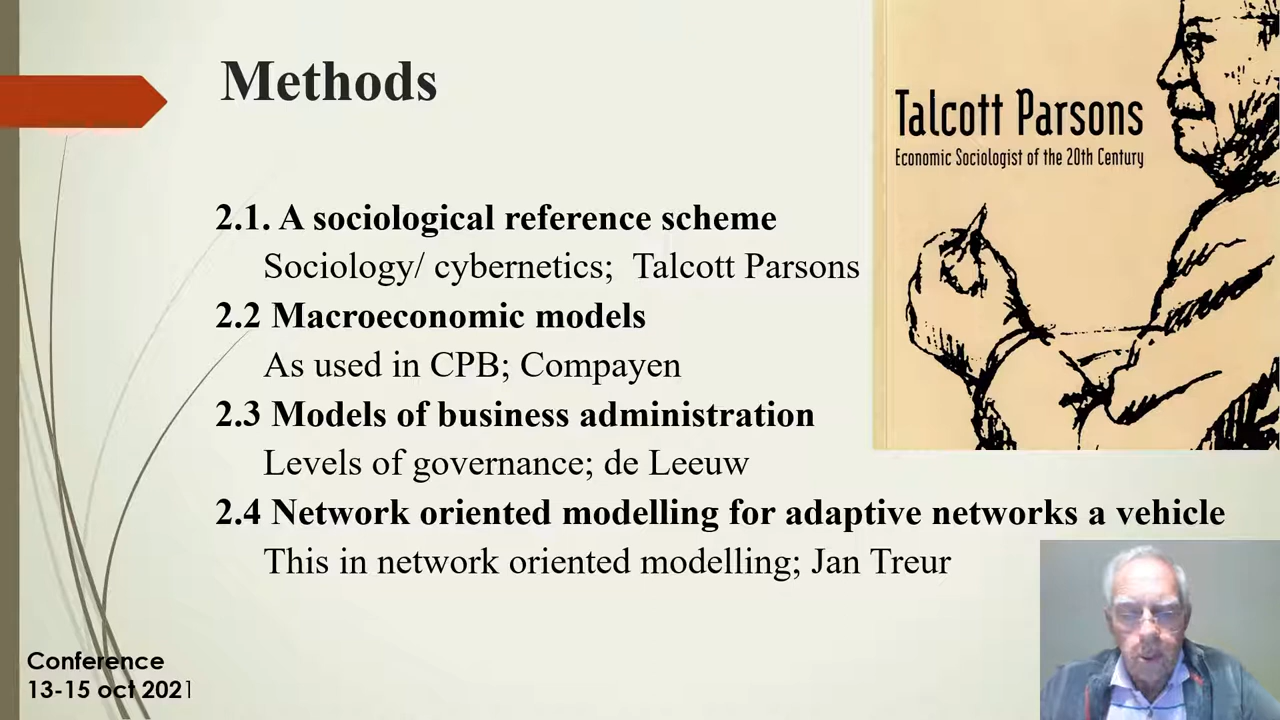 Methods
Talcott Parsons
Economic Sociologist of the 20th Century
2.1. A sociological reference scheme
Sociology/ cybernetics; Talcott Parsons
2.2 Macroeconomic models
As used in CPB; Compayen
2.3 Models of business administration
Levels of governance; de Leeuw
2.4 Network oriented modelling for adaptive networks a vehicle
This in network oriented modelling; Jan Treur
Conference
13-15 oct 2021